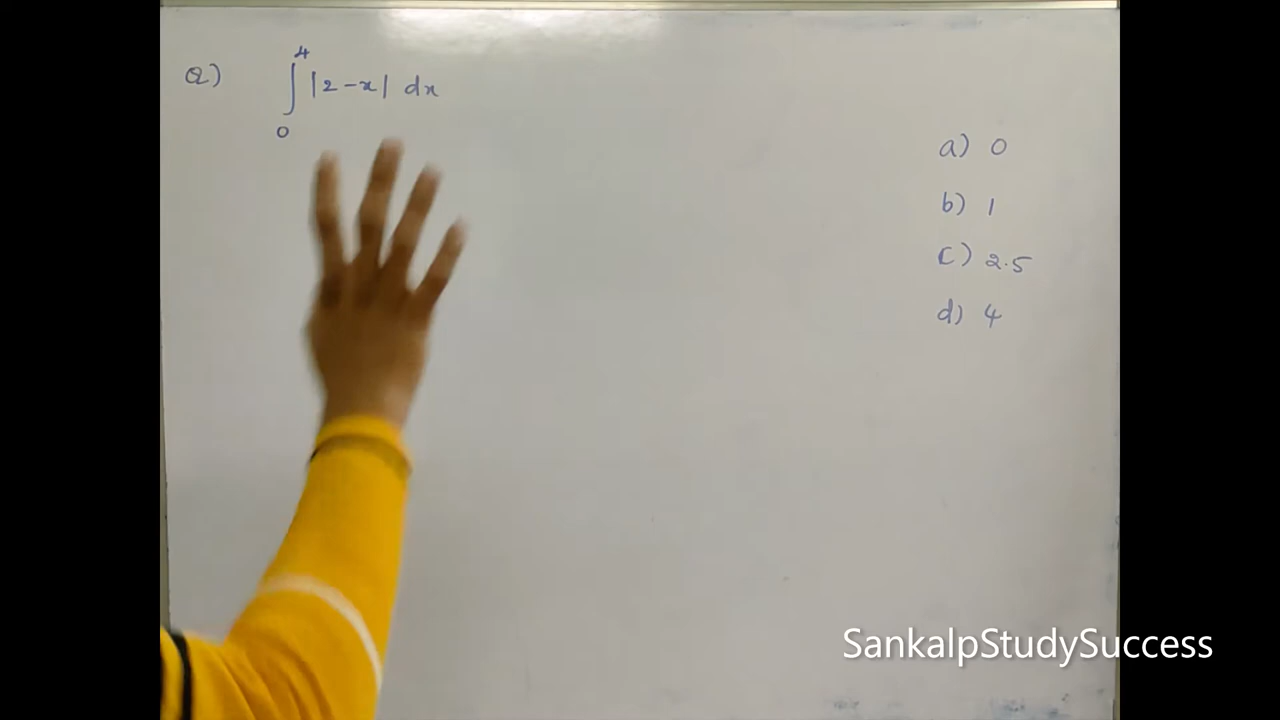 Q) ∫₀⁴ |2-x| dx
a) 0
b) 1
c) 2.5
d) 4
SankalpStudySuccess